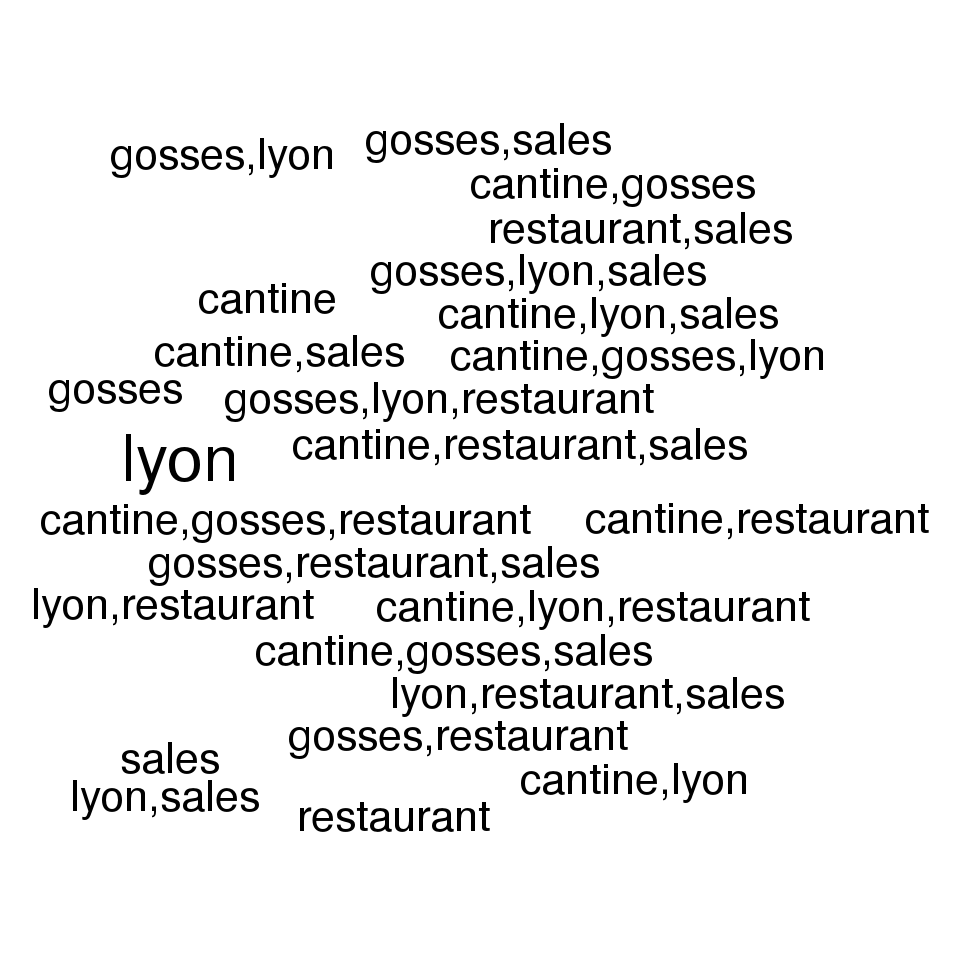 gosses,lyon
gosses,sales
cantine,gosses
restaurant,sales
gosses,lyon,sales
cantine
cantine,lyon,sales
cantine,sales
cantine,gosses,lyon
gosses
gosses,lyon,restaurant
lyon
cantine,restaurant,sales
cantine,gosses,restaurant
cantine,restaurant
gosses,restaurant,sales
lyon,restaurant
cantine,lyon,restaurant
cantine,gosses,sales
lyon,restaurant,sales
gosses,restaurant
sales
cantine,lyon
lyon,sales
restaurant